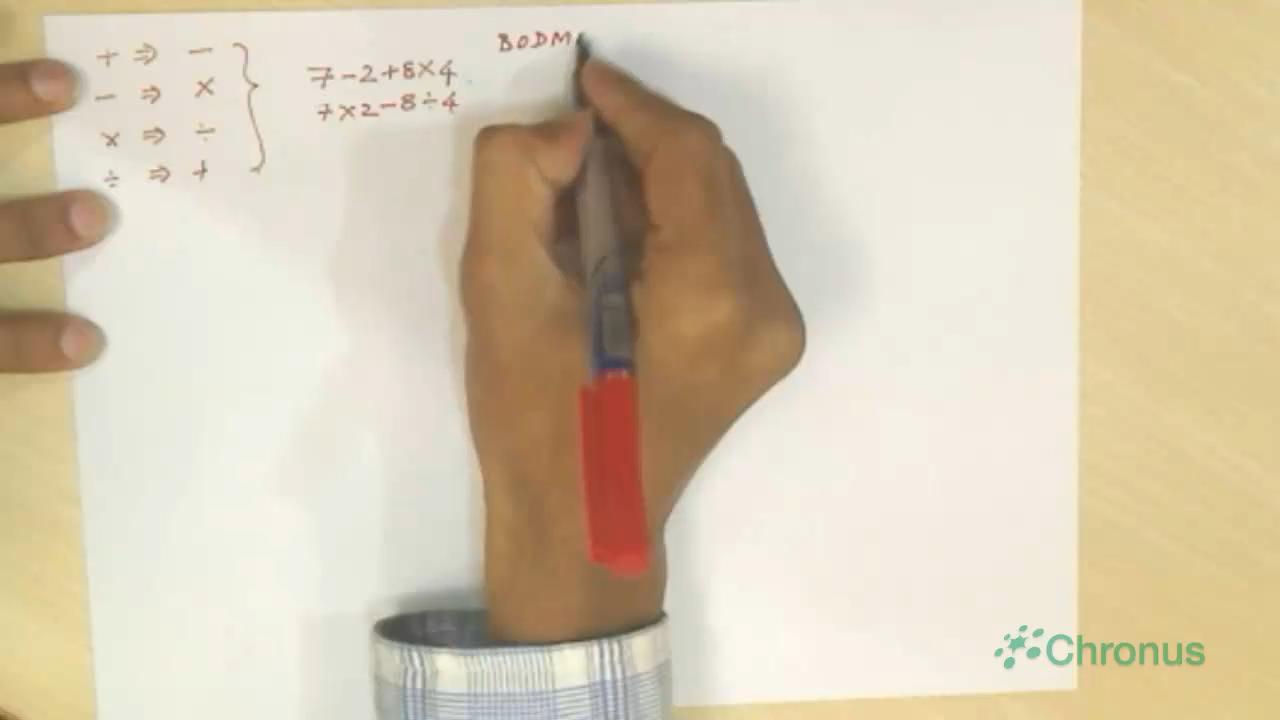 + ⇒ −
− ⇒ ×
× ⇒ ÷
÷ ⇒ +
7-2+8×4
7×2-8÷4
BODM
Chronus